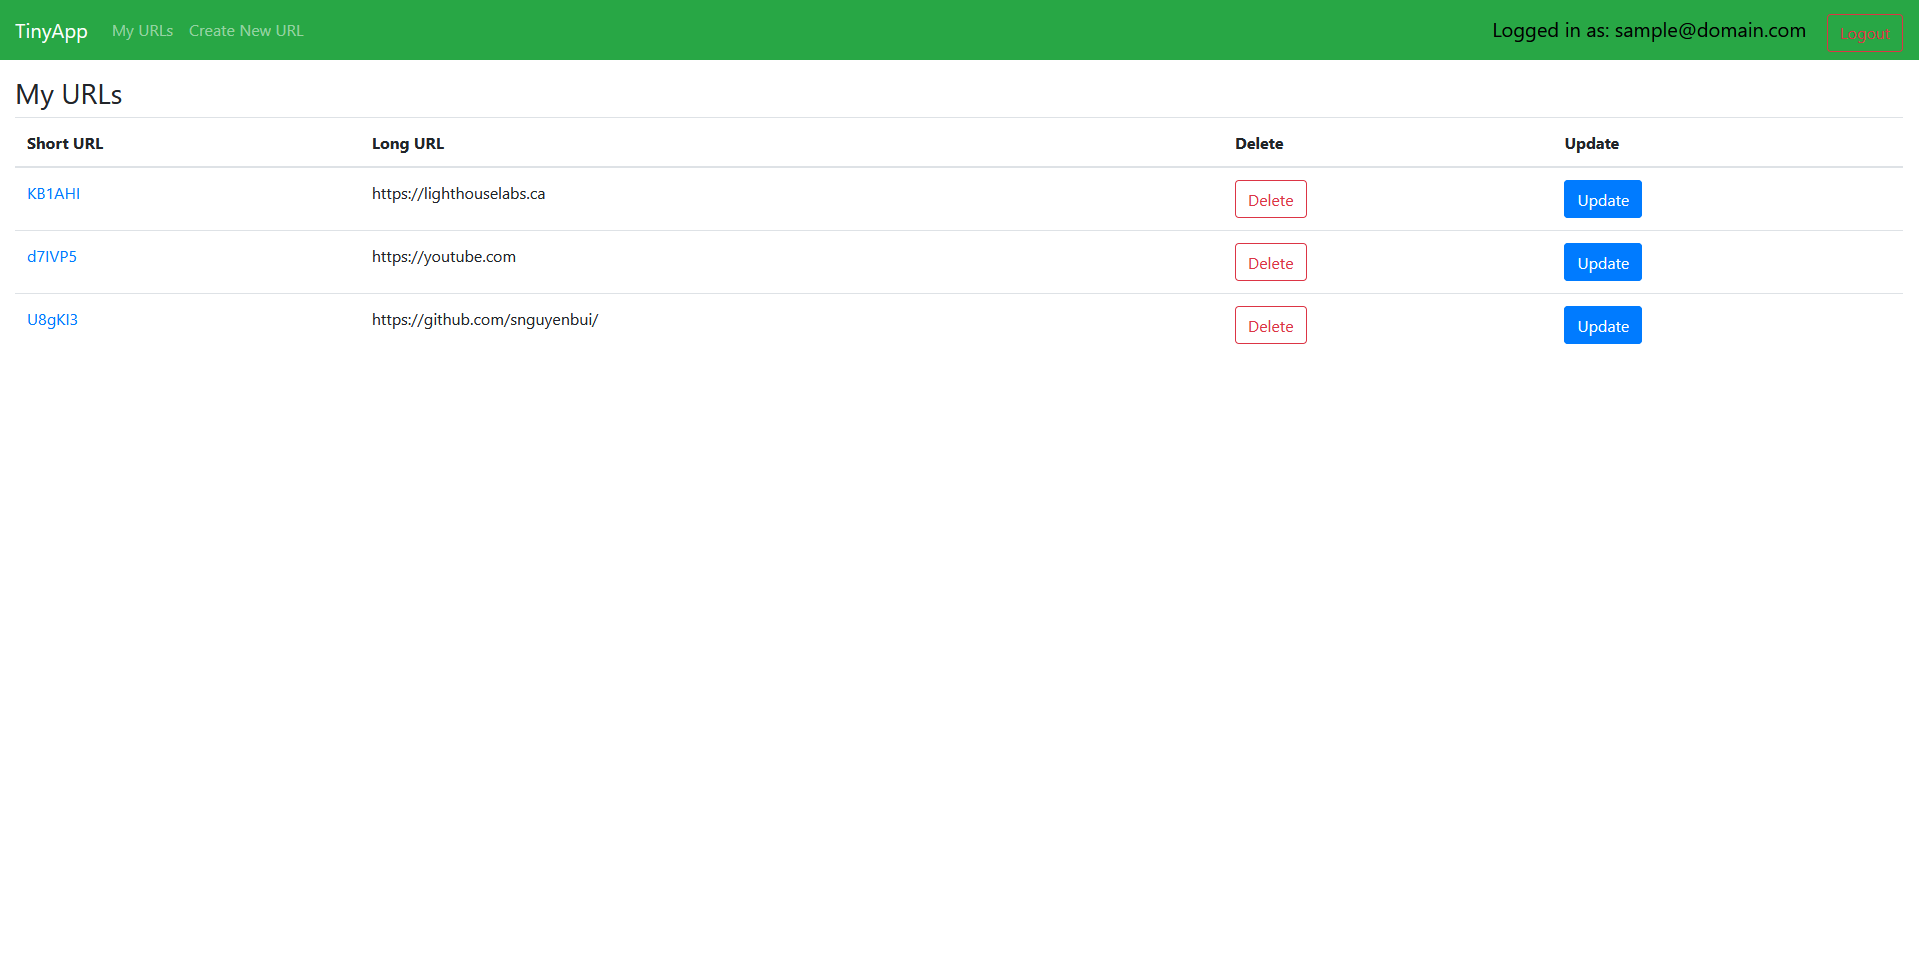 TinyApp My URLs Create New URL Logged in as: sample@domain.com Logout
My URLs
Short URL Long URL Delete Update
KB1AHI https://lighthouselabs.ca Delete Update
d7IVP5 https://youtube.com Delete Update
U8gKI3 https://github.com/snguyenbui/ Delete Update